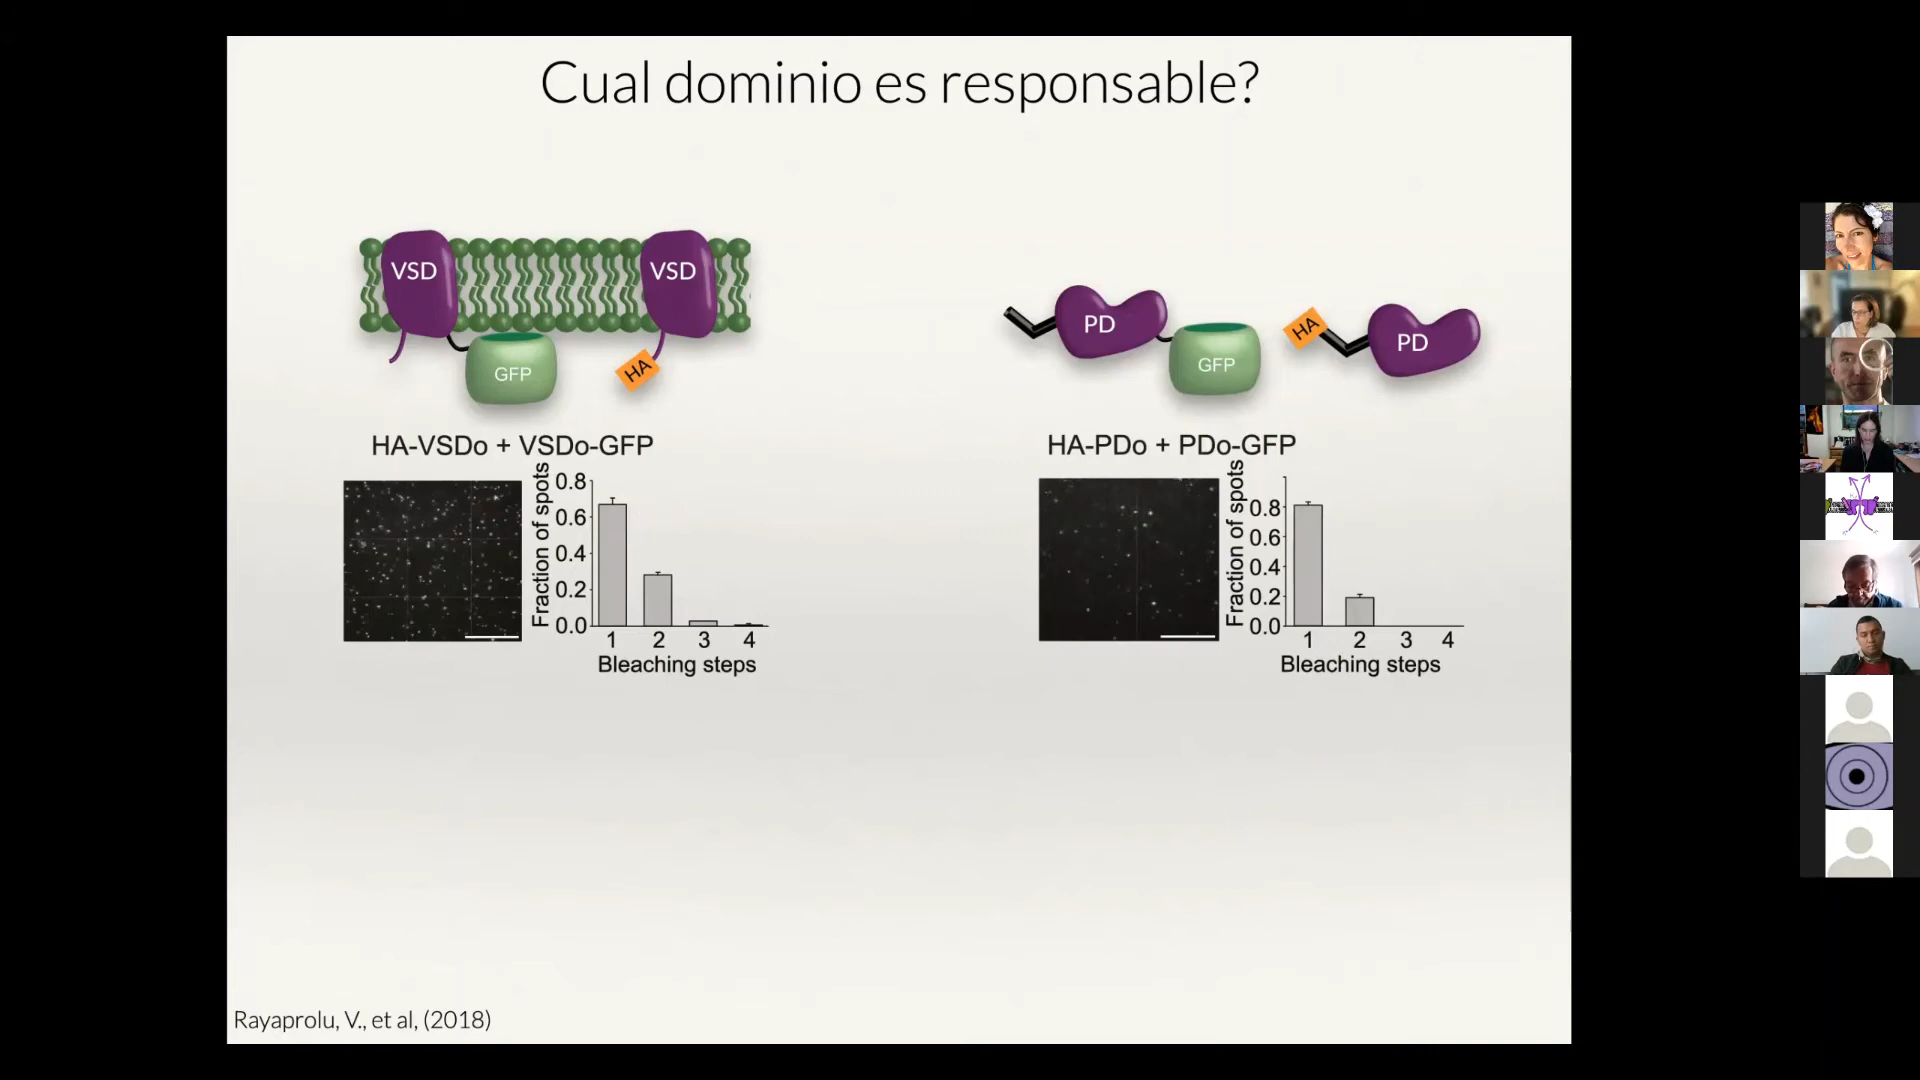 Cual dominio es responsable?
VSD
VSD
GFP
HA
PD
GFP
HA
PD
HA-VSDo + VSDo-GFP
Fraction of spots
0.8
0.6
0.4
0.2
0.0
1 2 3 4
Bleaching steps
HA-PDo + PDo-GFP
Fraction of spots
0.8
0.6
0.4
0.2
0.0
1 2 3 4
Bleaching steps
Rayaprolu, V., et al, (2018)